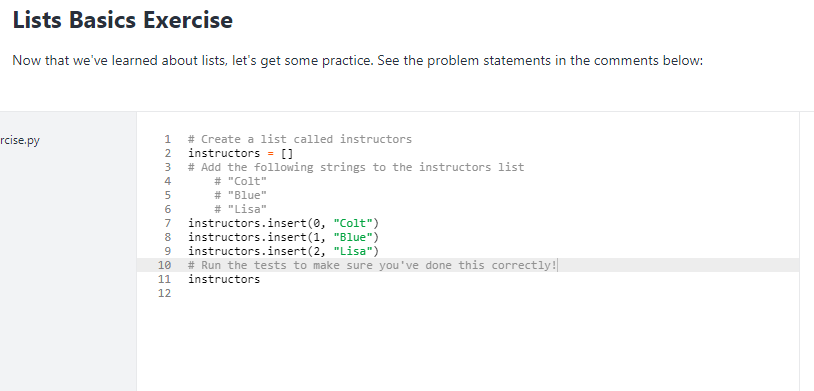 Lists Basics Exercise
Now that we've learned about lists, let's get some practice. See the problem statements in the comments below:
rcise.py
1 # Create a list called instructors
2 instructors = []
3 # Add the following strings to the instructors list
4 # "Colt"
5 # "Blue"
6 # "Lisa"
7 instructors.insert(0, "Colt")
8 instructors.insert(1, "Blue")
9 instructors.insert(2, "Lisa")
10 # Run the tests to make sure you've done this correctly!
11 instructors
12